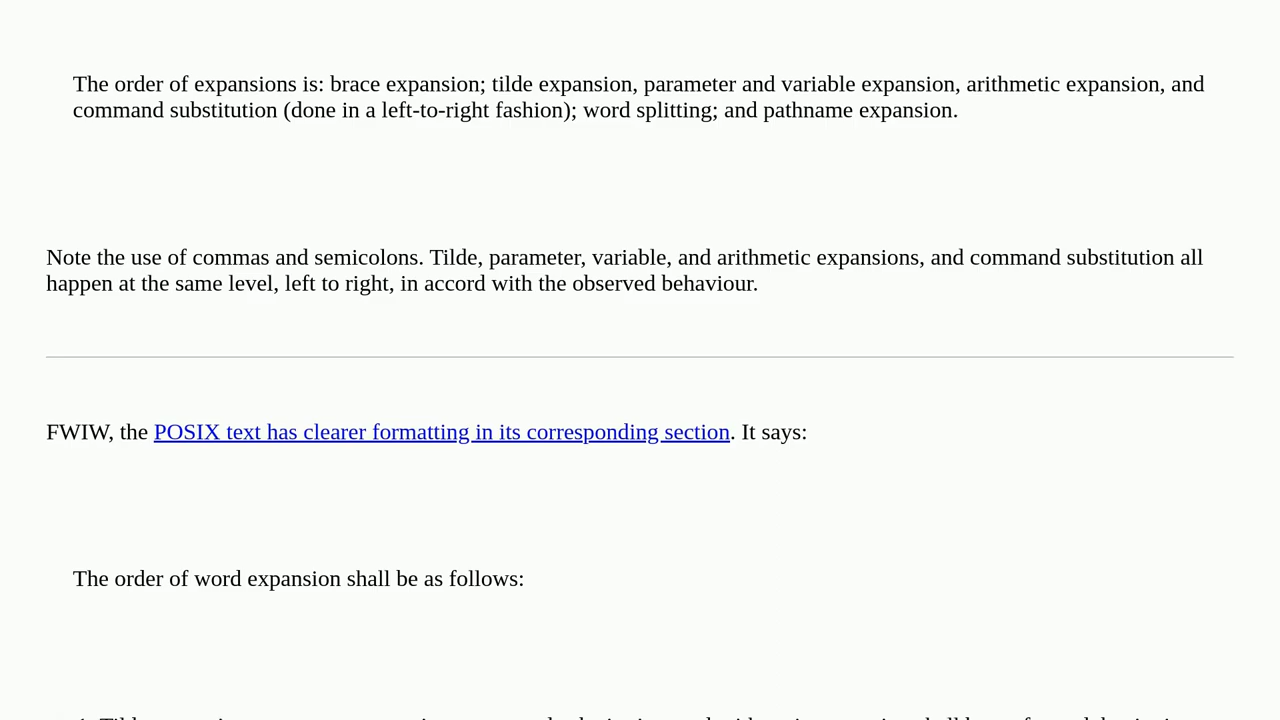 The order of expansions is: brace expansion; tilde expansion, parameter and variable expansion, arithmetic expansion, and
command substitution (done in a left-to-right fashion); word splitting; and pathname expansion.
Note the use of commas and semicolons. Tilde, parameter, variable, and arithmetic expansions, and command substitution all
happen at the same level, left to right, in accord with the observed behaviour.
FWIW, the POSIX text has clearer formatting in its corresponding section. It says:
The order of word expansion shall be as follows: